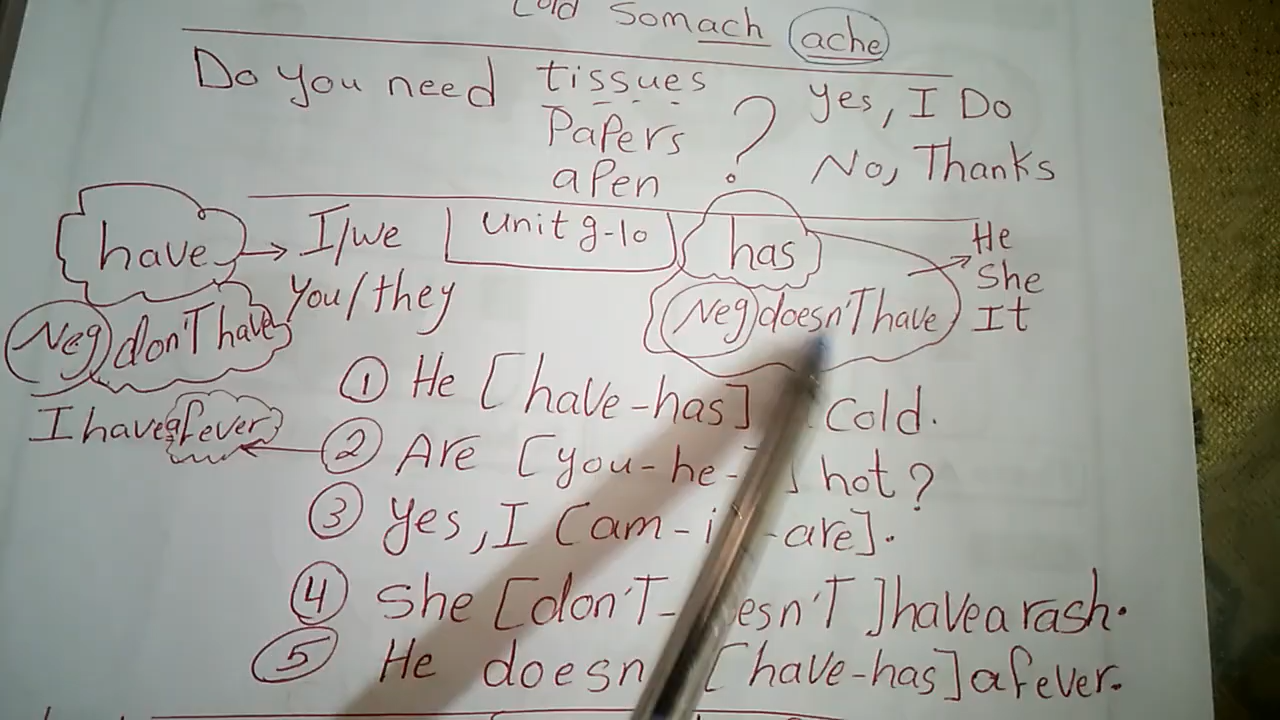 Cold Somach ache
Do you need tissues Papers a Pen ? Yes, I Do
No, Thanks
have → I/we
You/they
Neg don'T have
unit 9-10
has
Neg doesn'T have
He
She
It
① He [have-has] Cold.
I have a fever
② Are [you-he- hot?
③ Yes, I [am- -are].
④ She [don'T- esn'T] have a rash.
⑤ He doesn [have-has] a fever.